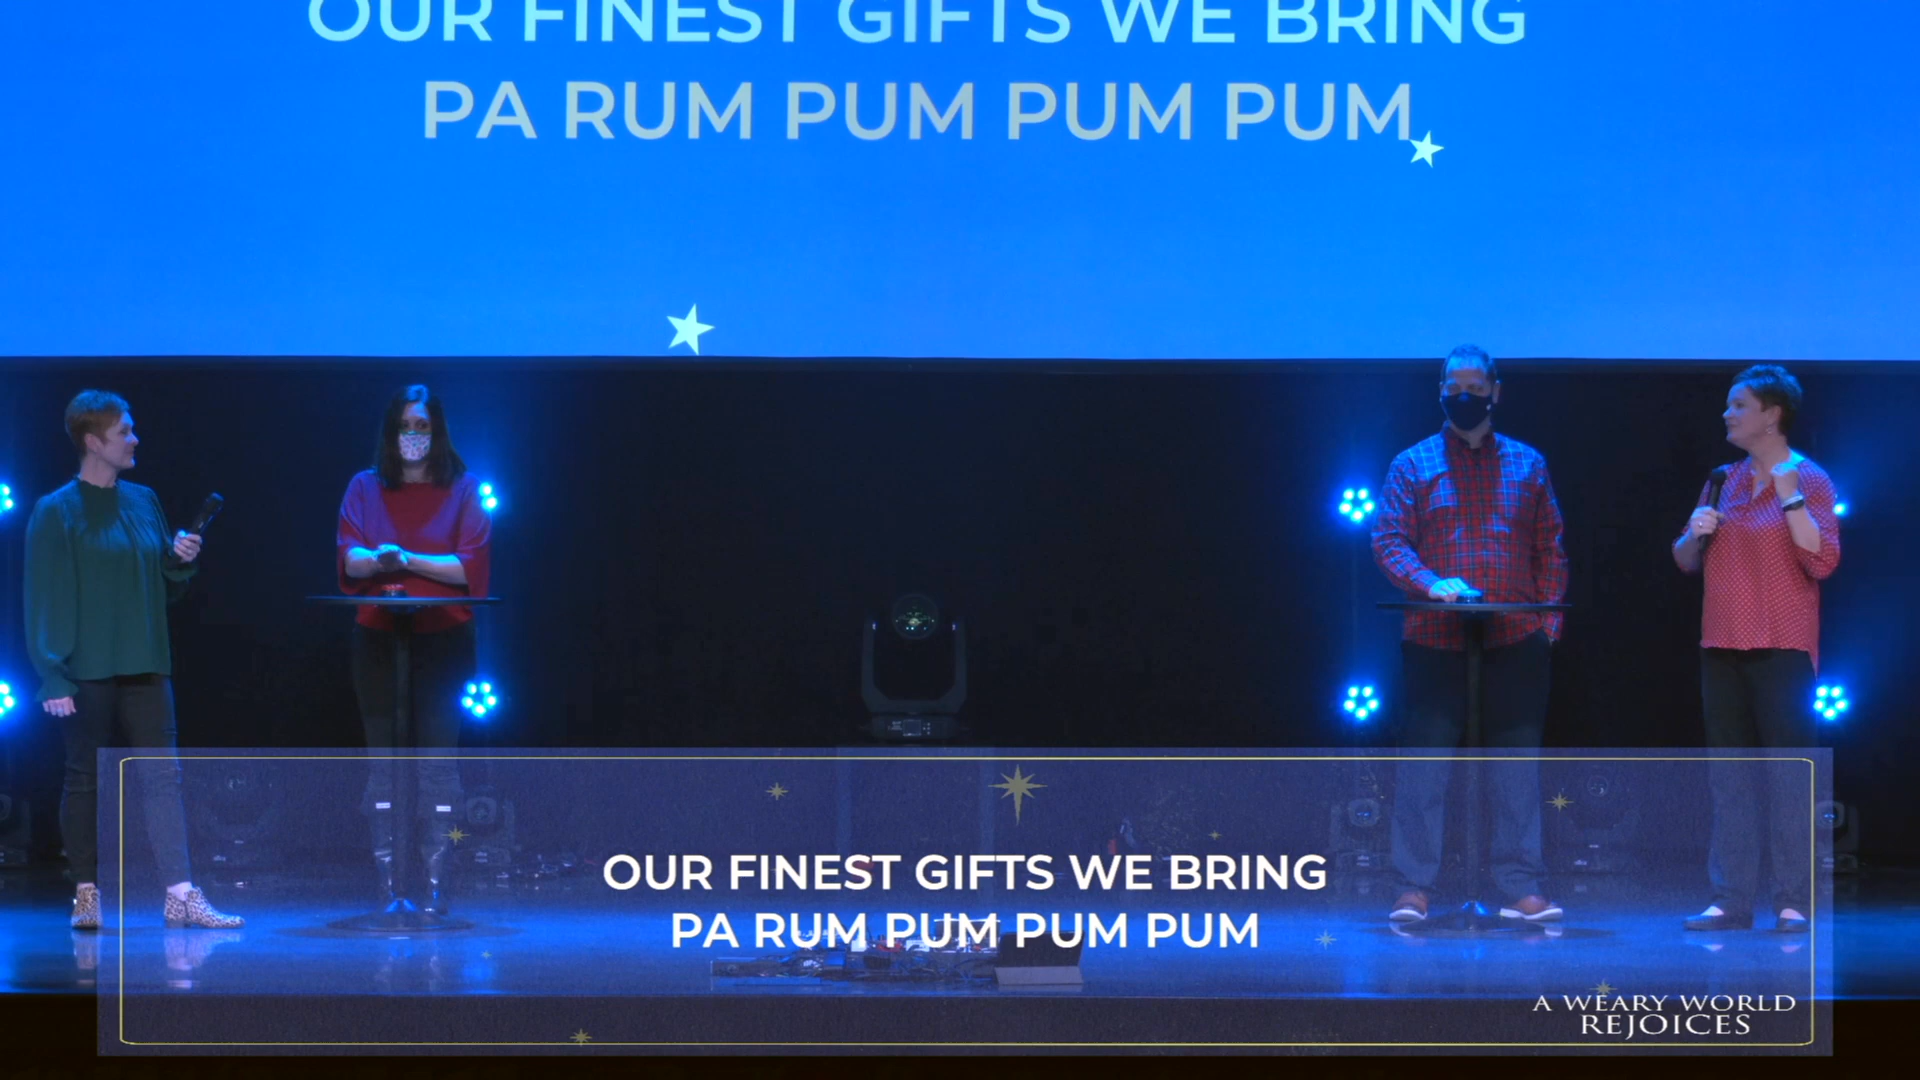 OUR FINEST GIFTS WE BRING
PA RUM PUM PUM PUM
OUR FINEST GIFTS WE BRING
PA RUM PUM PUM PUM
A WEARY WORLD
REJOICES